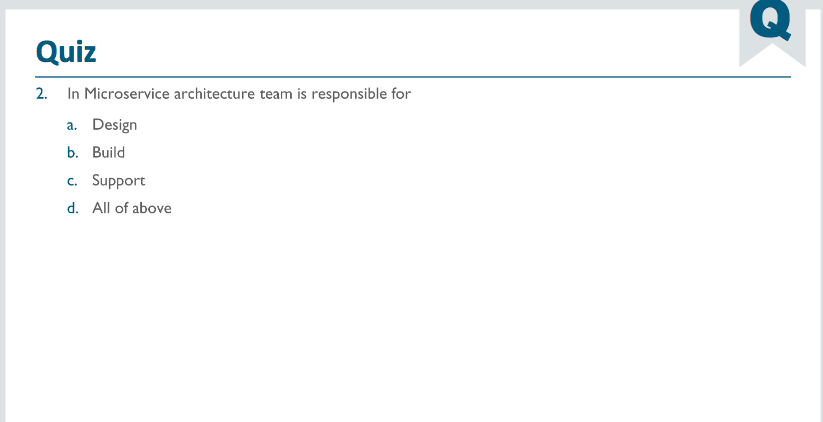 Q
Quiz
2. In Microservice architecture team is responsible for
a. Design
b. Build
c. Support
d. All of above